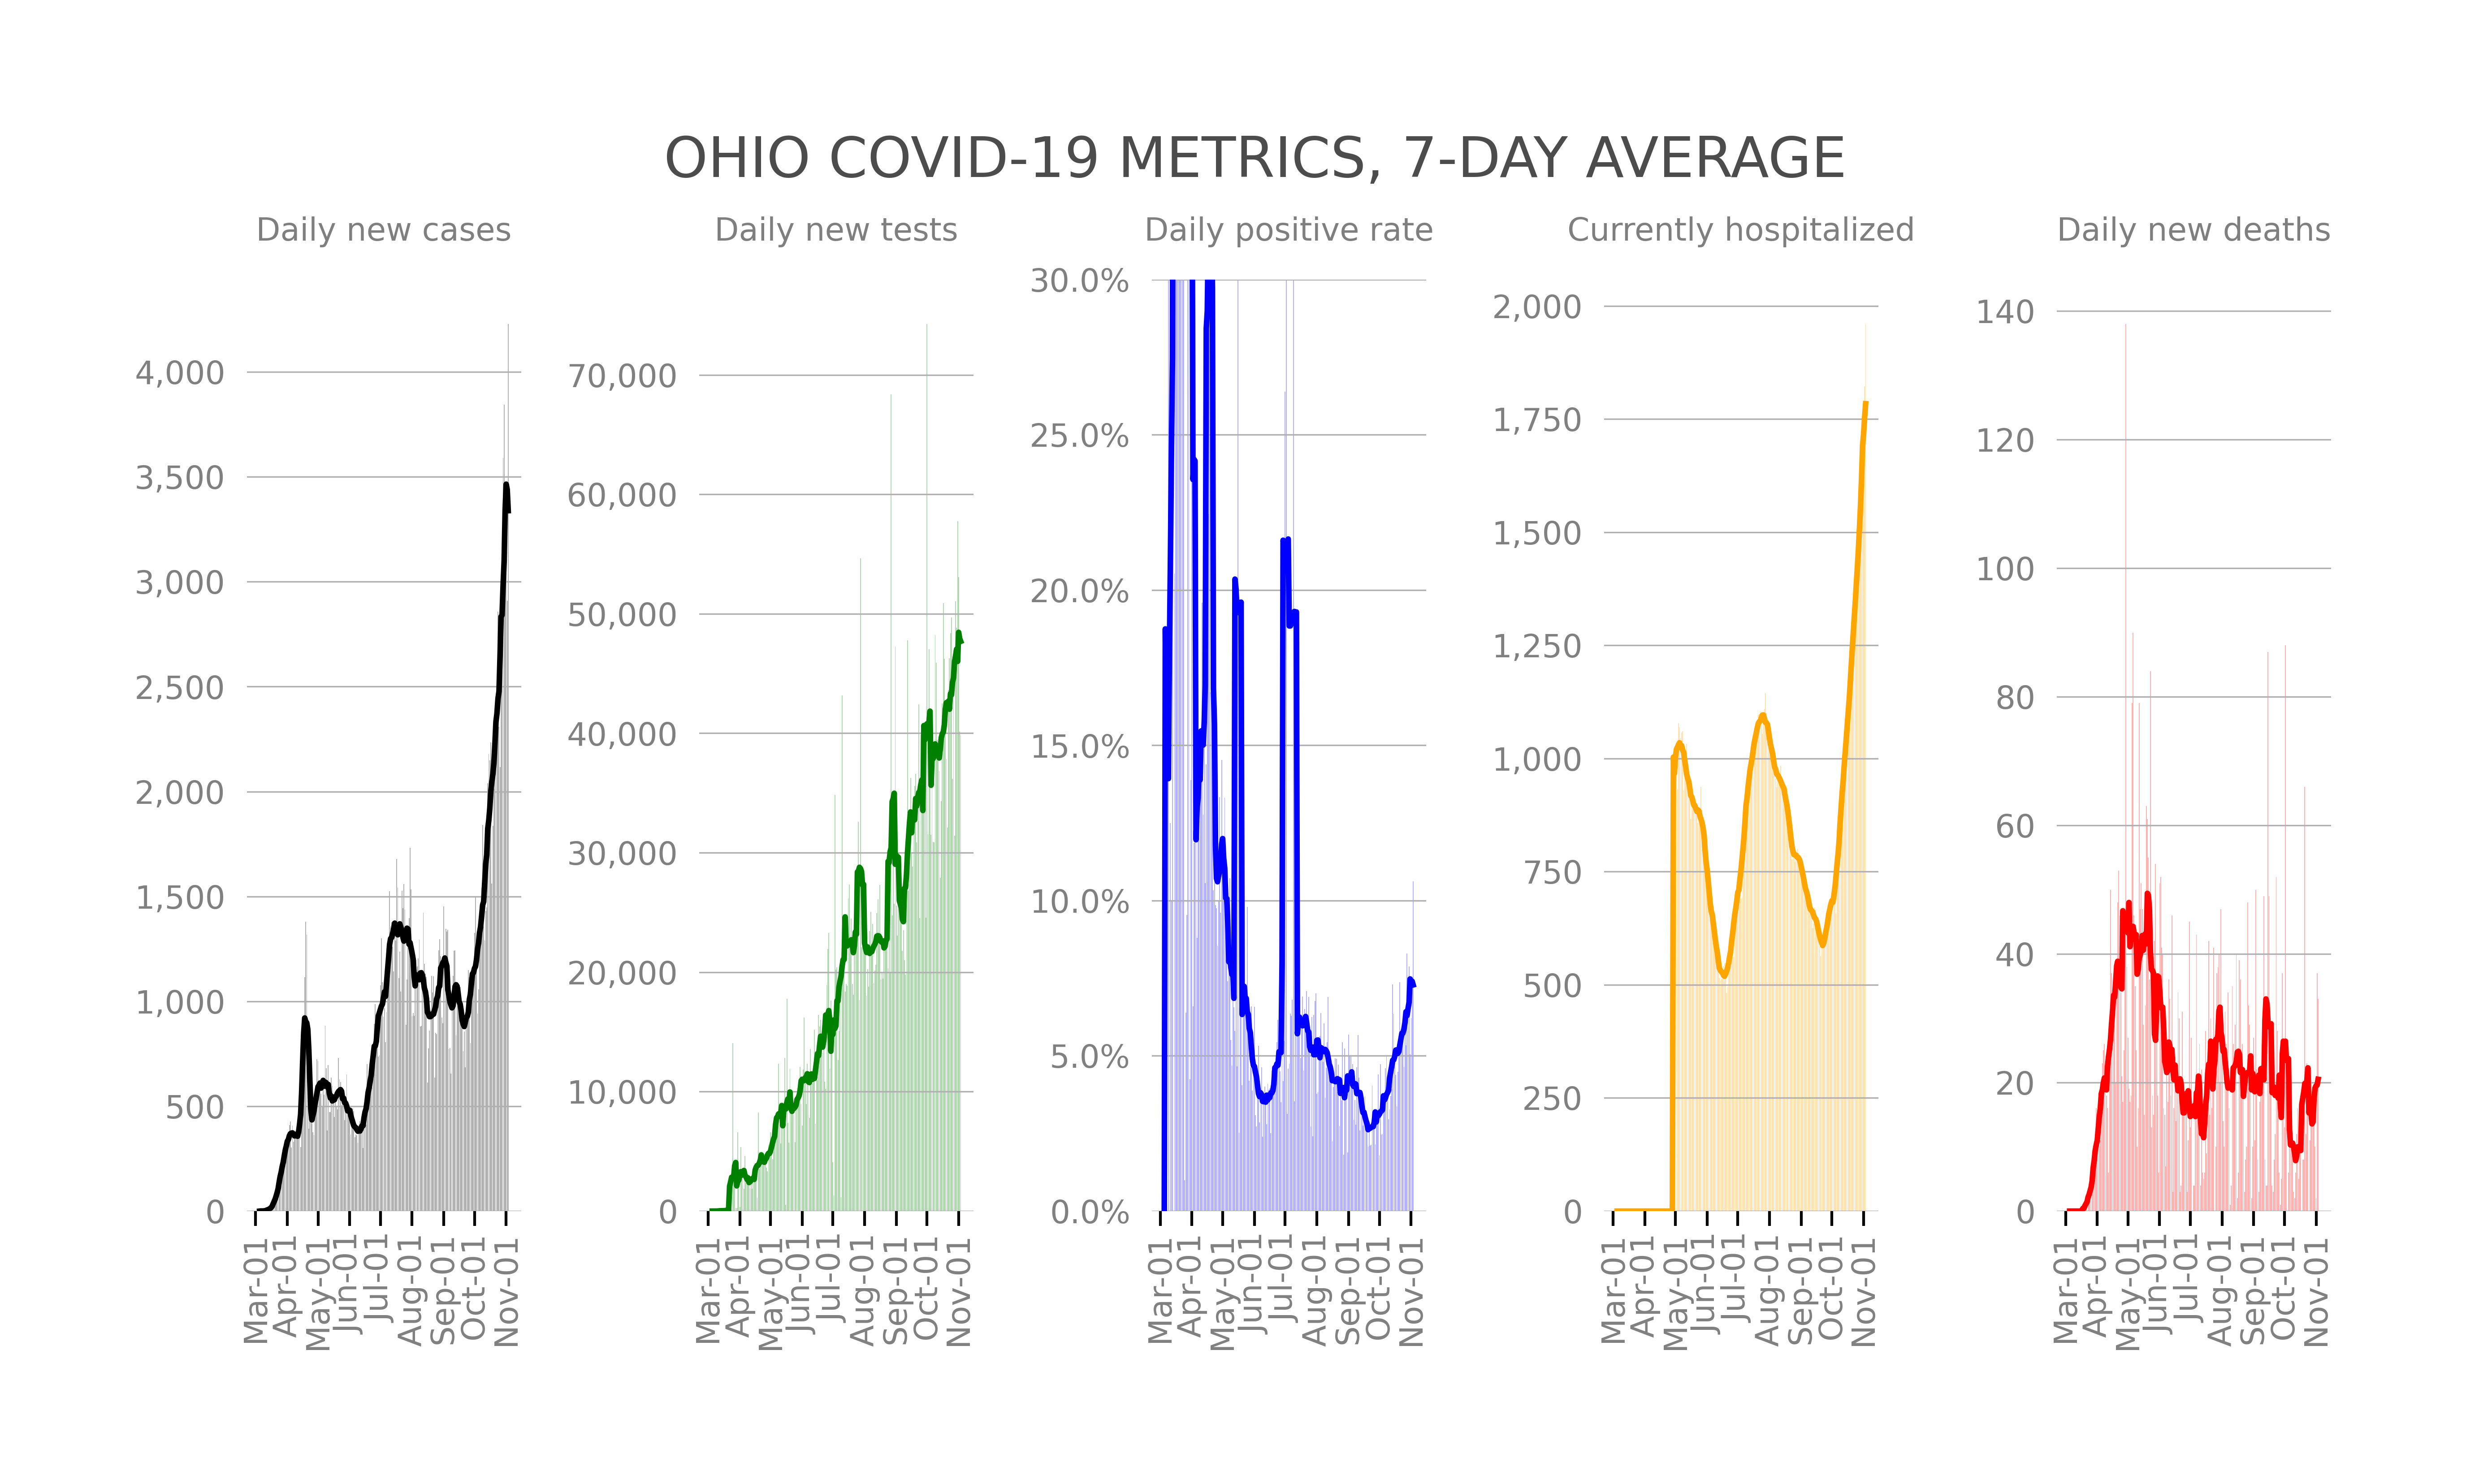 OHIO COVID-19 METRICS, 7-DAY AVERAGE
Daily new cases
4,000
3,500
3,000
2,500
2,000
1,500
1,000
500
0
Mar-01
Apr-01
May-01
Jun-01
Jul-01
Aug-01
Sep-01
Oct-01
Nov-01
Daily new tests
70,000
60,000
50,000
40,000
30,000
20,000
10,000
0
Mar-01
Apr-01
May-01
Jun-01
Jul-01
Aug-01
Sep-01
Oct-01
Nov-01
Daily positive rate
30.0%
25.0%
20.0%
15.0%
10.0%
5.0%
0.0%
Mar-01
Apr-01
May-01
Jun-01
Jul-01
Aug-01
Sep-01
Oct-01
Nov-01
Currently hospitalized
2,000
1,750
1,500
1,250
1,000
750
500
250
0
Mar-01
Apr-01
May-01
Jun-01
Jul-01
Aug-01
Sep-01
Oct-01
Nov-01
Daily new deaths
140
120
100
80
60
40
20
0
Mar-01
Apr-01
May-01
Jun-01
Jul-01
Aug-01
Sep-01
Oct-01
Nov-01